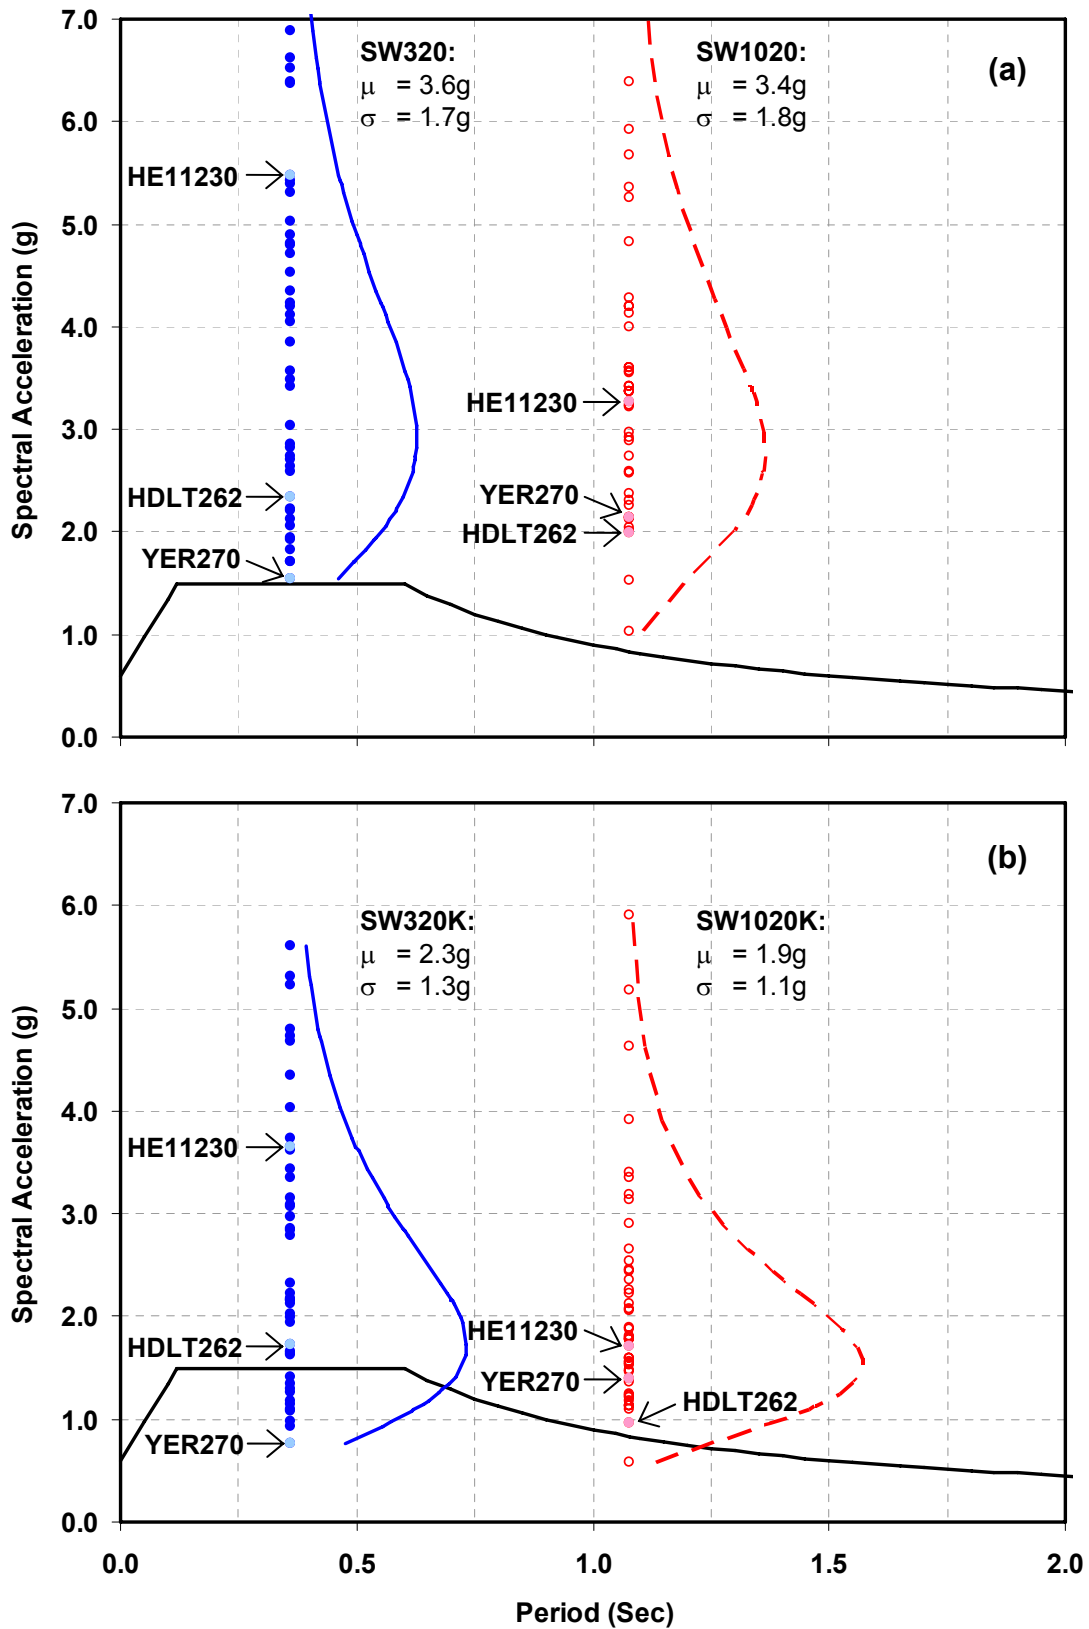 7.0
6.0
5.0
4.0
3.0
2.0
1.0
0.0
Spectral Acceleration (g)
SW320:
μ = 3.6g
σ = 1.7g
SW1020:
μ = 3.4g
σ = 1.8g
(a)
HE11230
HDLT262
YER270
HE11230
YER270
HDLT262
7.0
6.0
5.0
4.0
3.0
2.0
1.0
0.0
Spectral Acceleration (g)
SW320K:
μ = 2.3g
σ = 1.3g
SW1020K:
μ = 1.9g
σ = 1.1g
(b)
HE11230
HDLT262
YER270
HE11230
YER270
HDLT262
0.0 0.5 1.0 1.5 2.0
Period (Sec)